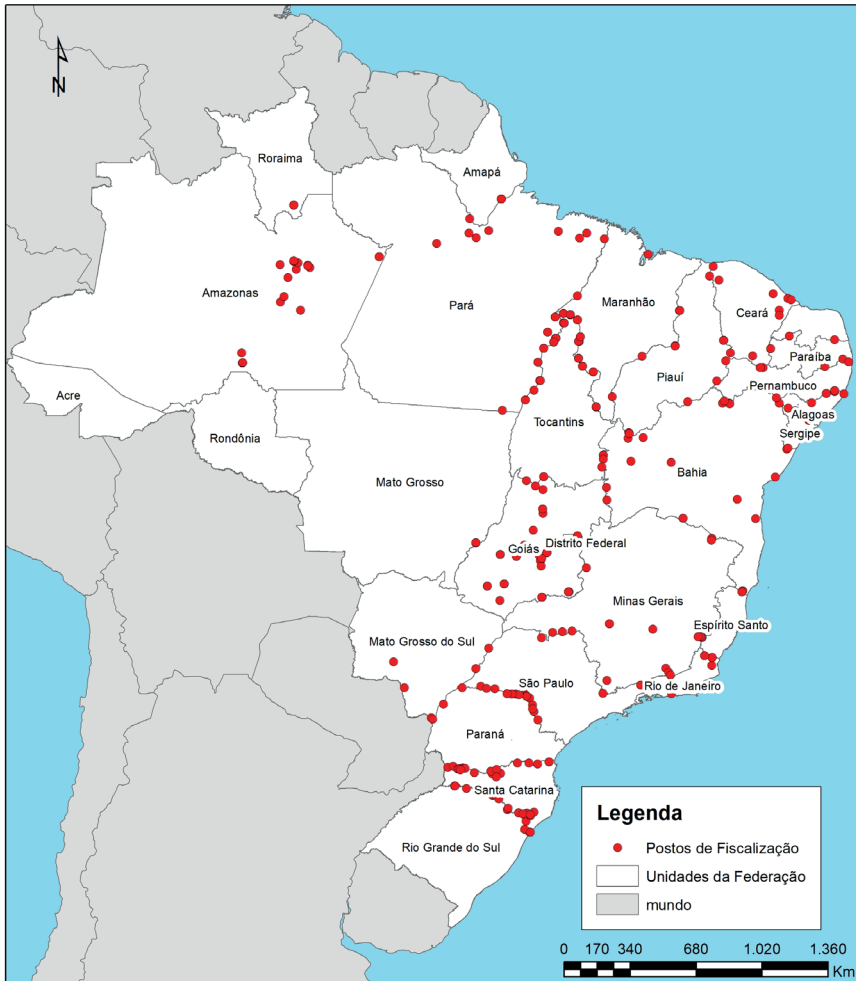 N
Roraima
Amapá
Amazonas
Pará
Maranhão
Ceará
Paraíba
Piauí
Pernambuco
Acre
Alagoas
Tocantins
Sergipe
Rondônia
Bahia
Mato Grosso
Goiás
Distrito Federal
Minas Gerais
Espírito Santo
Mato Grosso do Sul
São Paulo
Rio de Janeiro
Paraná
Santa Catarina
Rio Grande do Sul
Legenda
Postos de Fiscalização
Unidades da Federação
mundo
0 170 340 680 1.020 1.360
Km